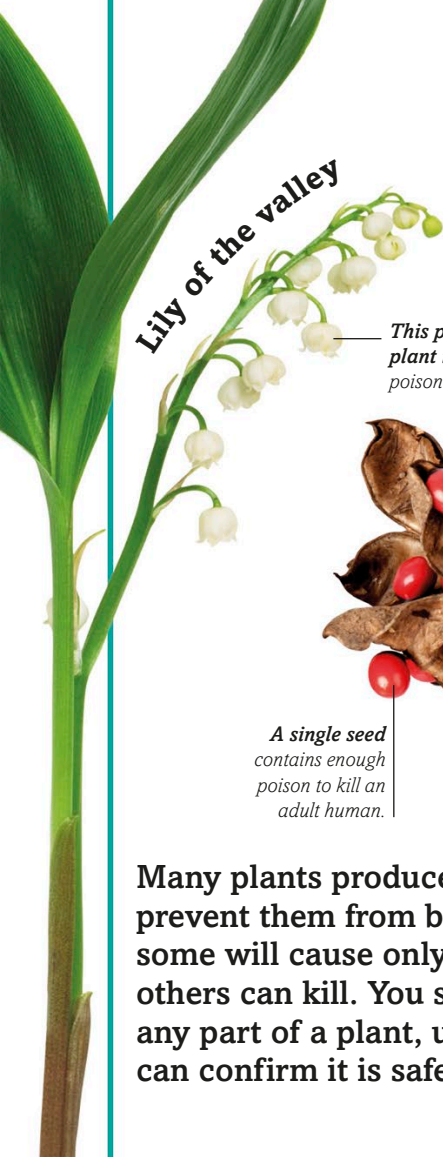 Lily of the valley
This p
plant
poison
A single seed
contains enough
poison to kill an
adult human.
Many plants produce
prevent them from b
some will cause only
others can kill. You s
any part of a plant, u
can confirm it is safe